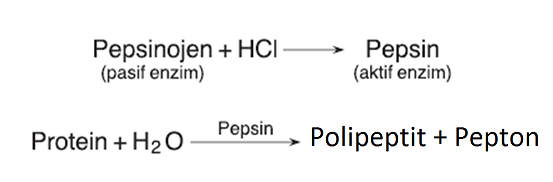 Pepsinojen + HCl → Pepsin
(pasif enzim) (aktif enzim)
Pepsin
Protein + H₂O → Polipeptit + Pepton